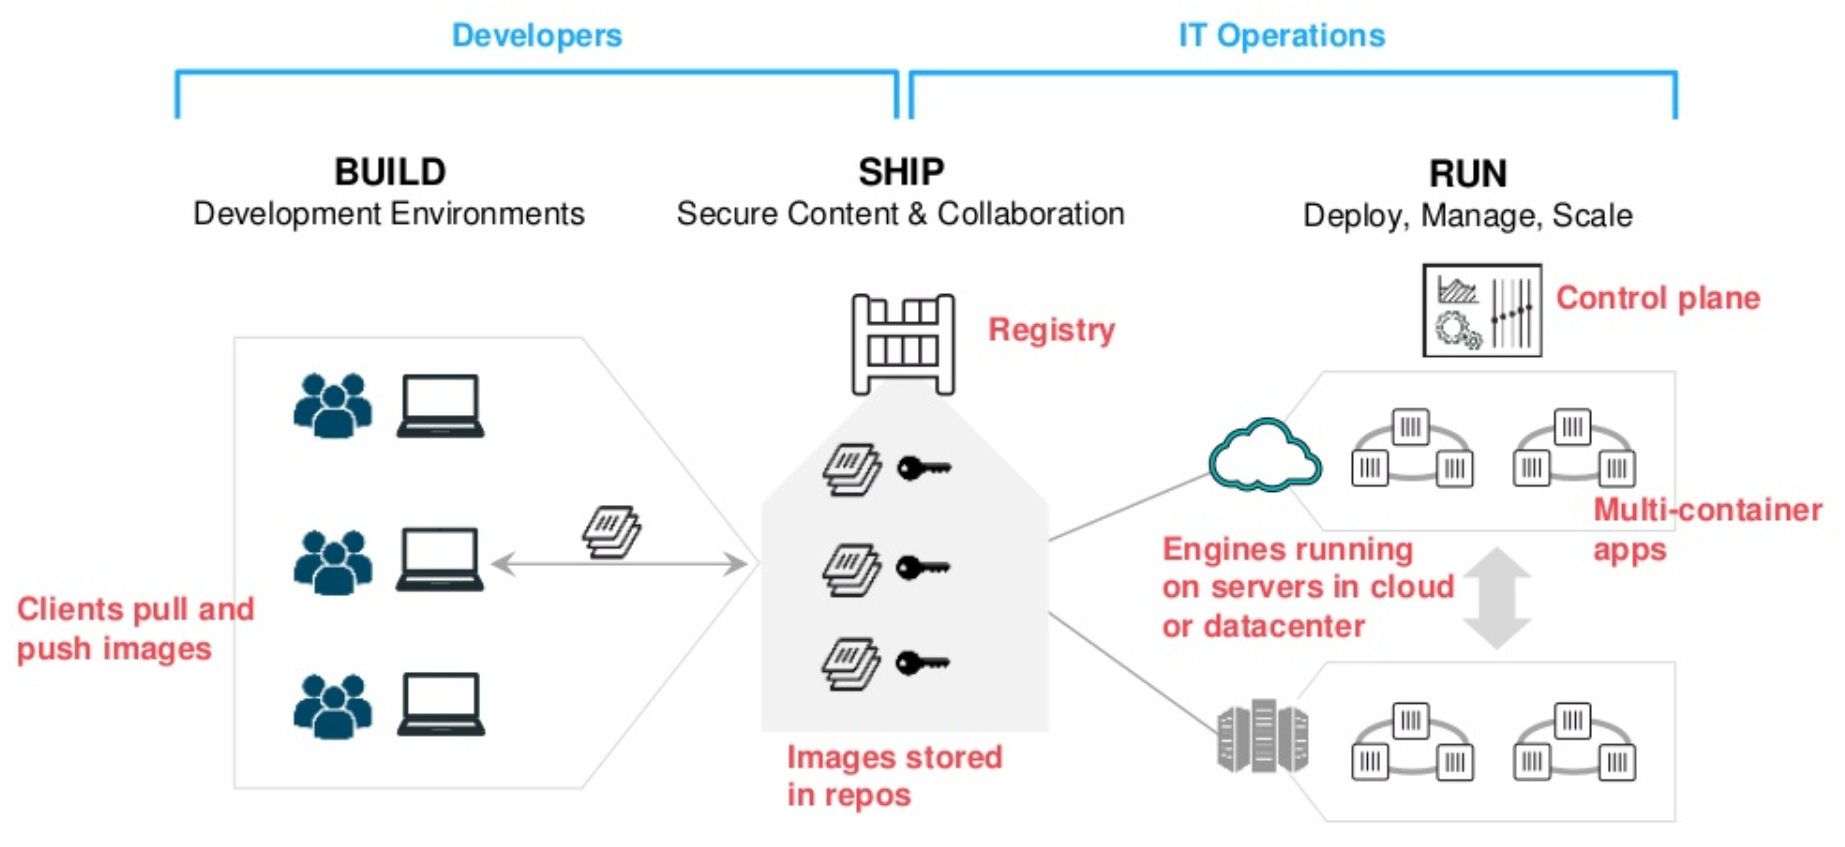 Developers
IT Operations
BUILD
Development Environments
SHIP
Secure Content & Collaboration
RUN
Deploy, Manage, Scale
Registry
Control plane
Clients pull and
push images
Images stored
in repos
Engines running
on servers in cloud
or datacenter
Multi-container
apps